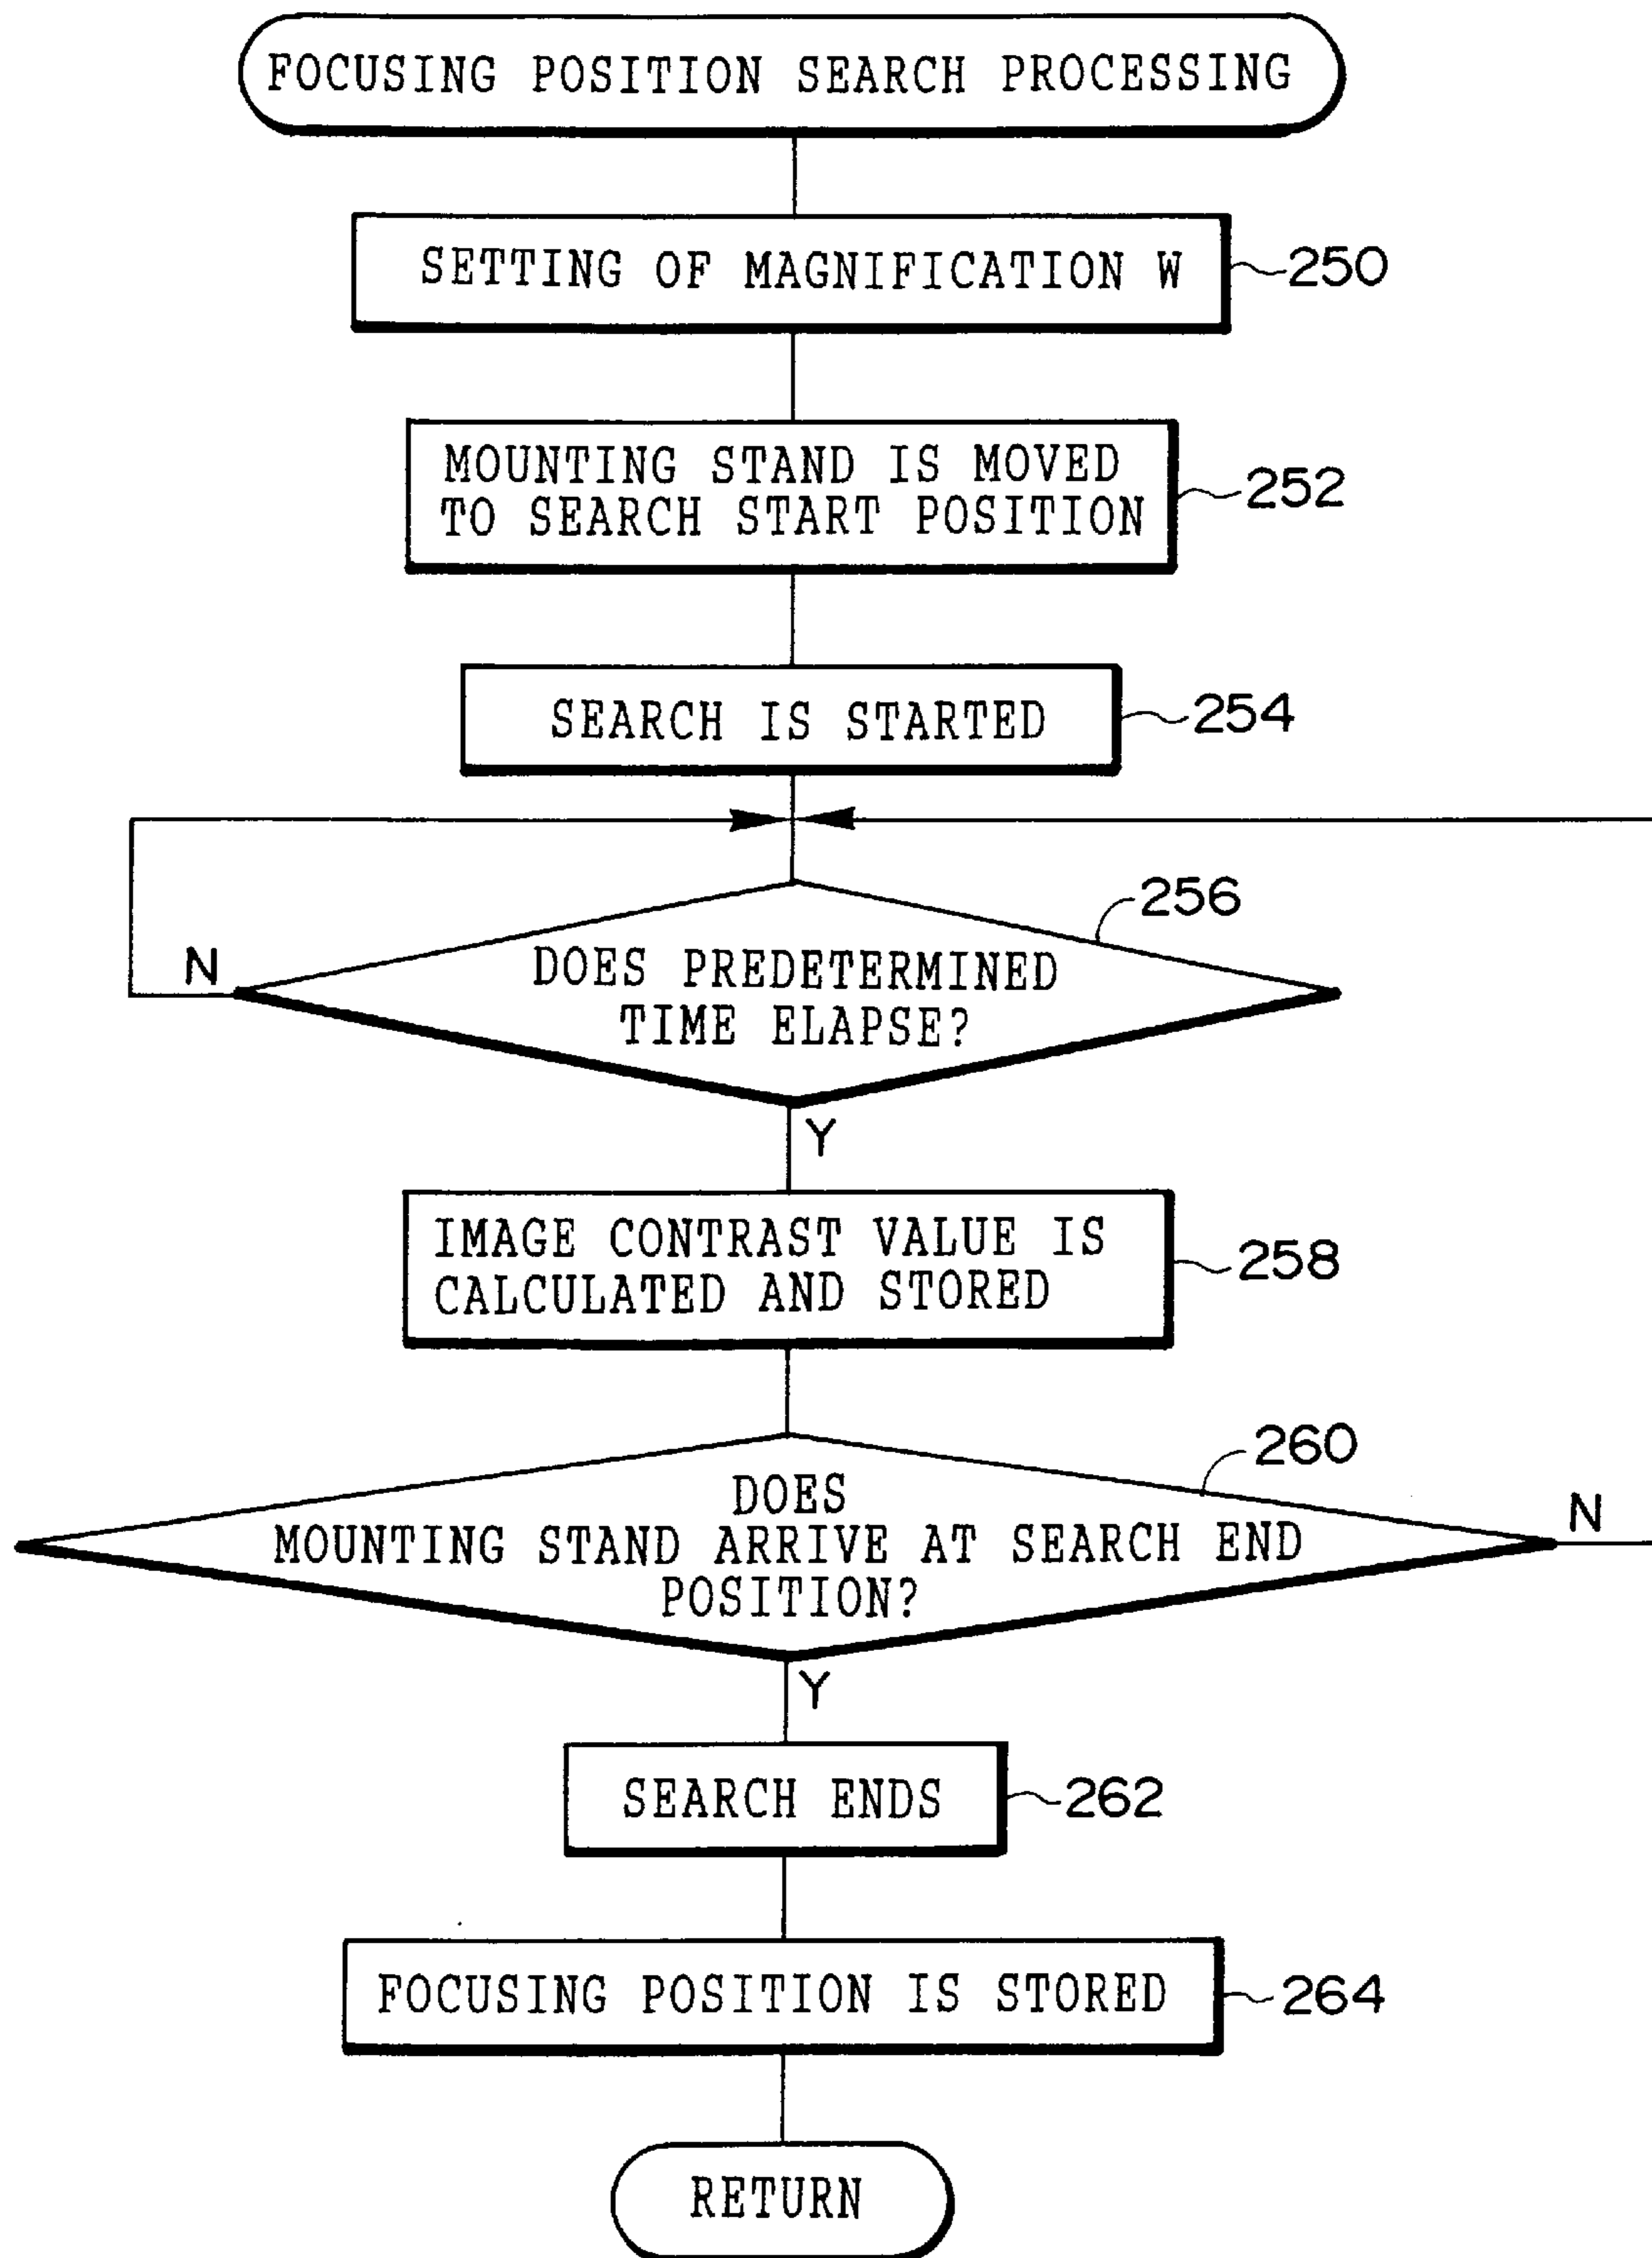 FOCUSING POSITION SEARCH PROCESSING
SETTING OF MAGNIFICATION W
250
MOUNTING STAND IS MOVED
TO SEARCH START POSITION
252
SEARCH IS STARTED
254
256
N
DOES PREDETERMINED
TIME ELAPSE?
Y
IMAGE CONTRAST VALUE IS
CALCULATED AND STORED
258
260
DOES
N
MOUNTING STAND ARRIVE AT SEARCH END
POSITION?
Y
SEARCH ENDS
262
FOCUSING POSITION IS STORED
264
RETURN